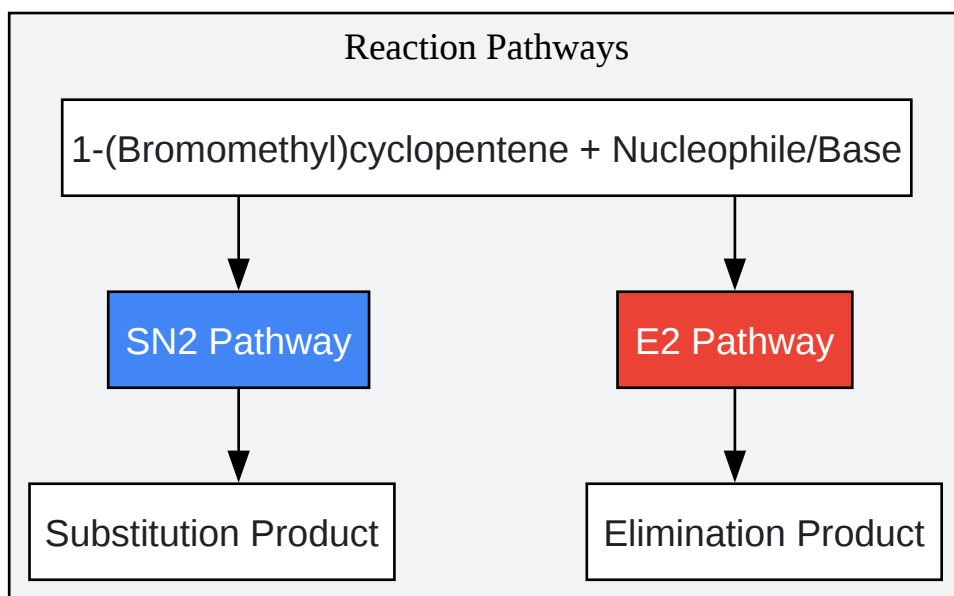 Reaction Pathways
1-(Bromomethyl)cyclopentene + Nucleophile/Base
SN2 Pathway
E2 Pathway
Substitution Product
Elimination Product